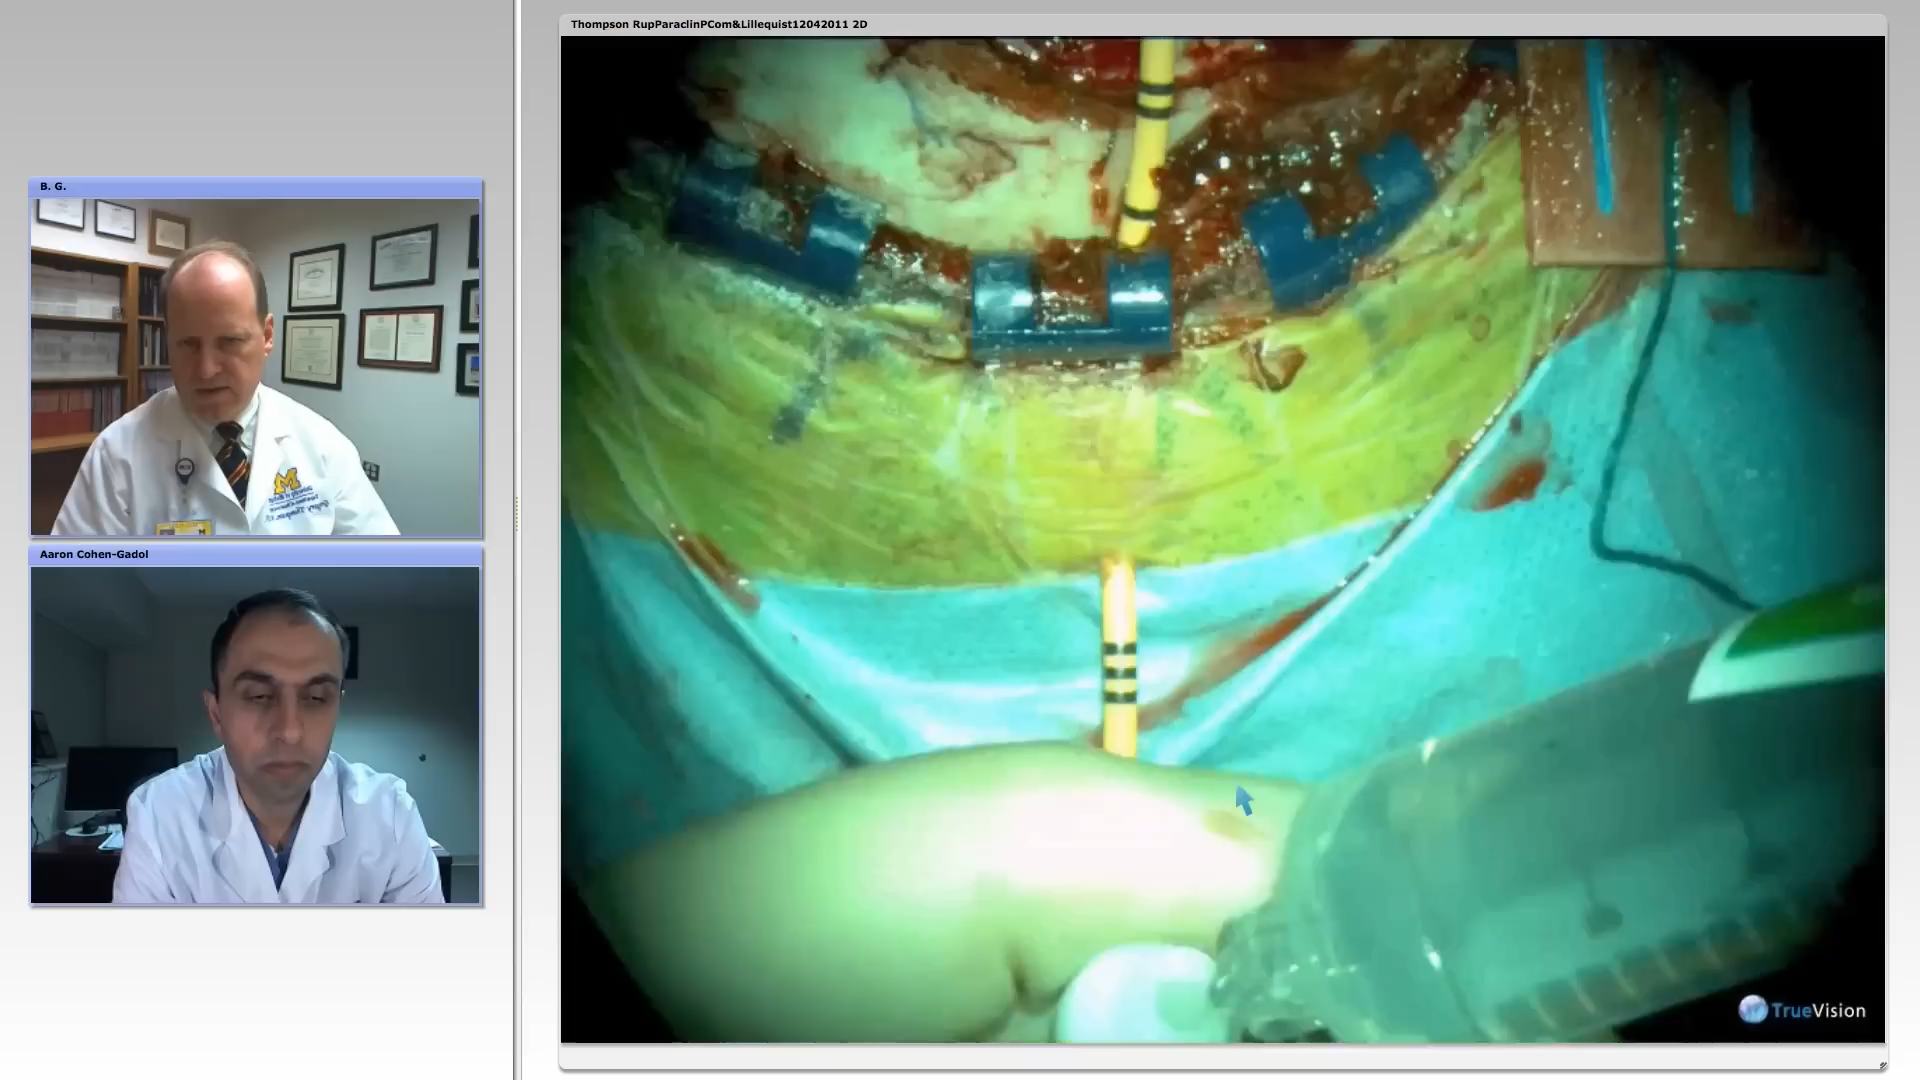 Thompson RupParaclinPCom&Lillequist12042011 2D
B. G.
M
Aaron Cohen-Gadol
TrueVision